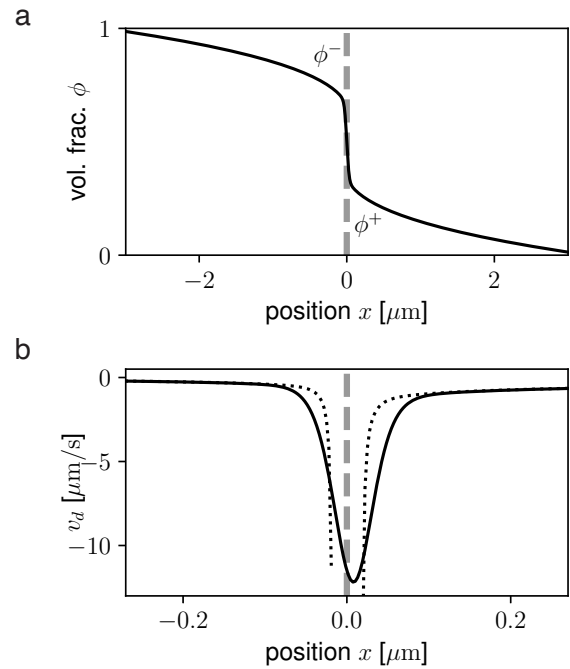 a
1
vol. frac. ϕ
ϕ⁻
ϕ⁺
0
−2 0 2
position x [μm]
b
0
−5
−10
v_d [μm/s]
−0.2 0.0 0.2
position x [μm]